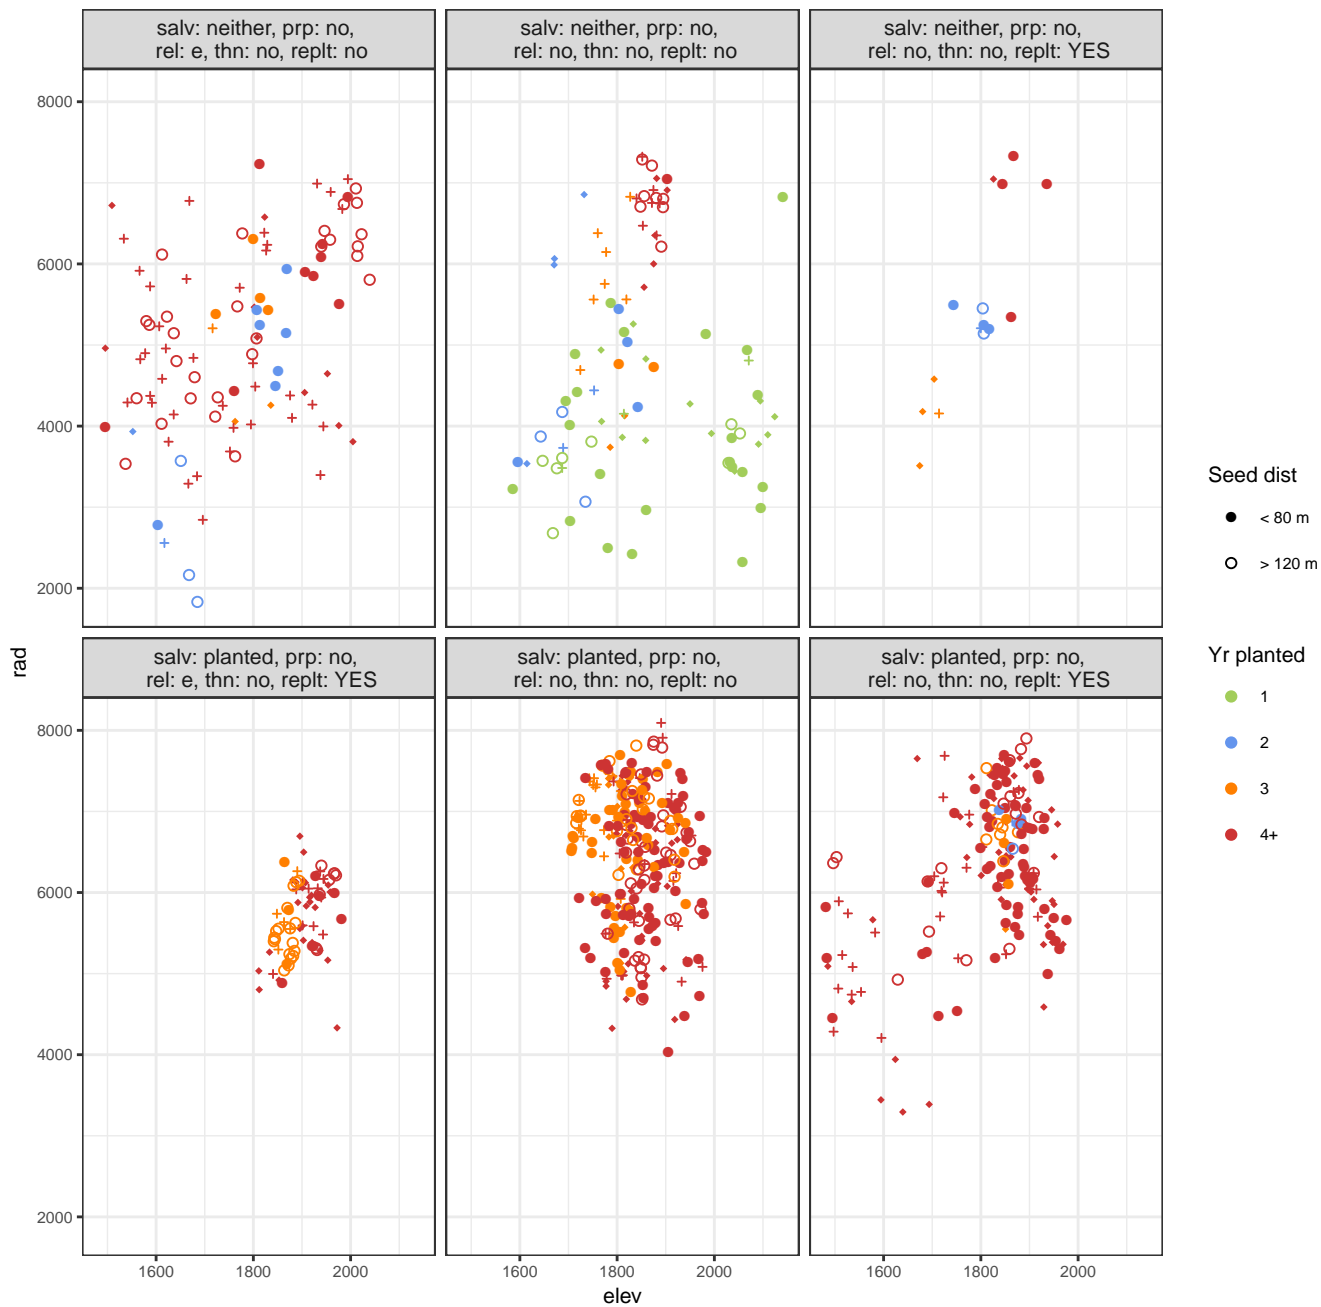 salv: neither, prp: no,
rel: e, thn: no, replt: no
salv: neither, prp: no,
rel: no, thn: no, replt: no
salv: neither, prp: no,
rel: no, thn: no, replt: YES
8000
6000
4000
2000
salv: planted, prp: no,
rel: e, thn: no, replt: YES
salv: planted, prp: no,
rel: no, thn: no, replt: no
salv: planted, prp: no,
rel: no, thn: no, replt: YES
8000
6000
4000
2000
rad
1600 1800 2000
1600 1800 2000
1600 1800 2000
elev
Seed dist
< 80 m
> 120 m
Yr planted
1
2
3
4+